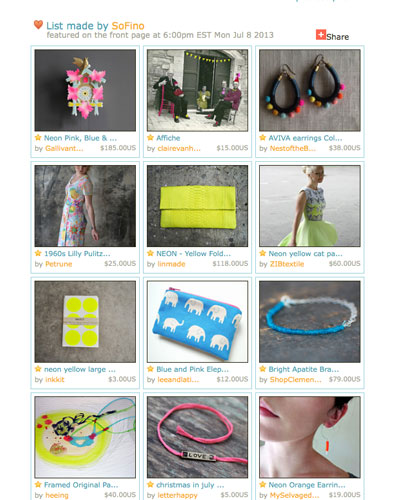 List made by SoFino
featured on the front page at 6:00pm EST Mon Jul 8 2013
Share
Neon Pink, Blue & ...
by Gallivant... $185.00US
Affiche
by clairevanh... $15.00US
AVIVA earrings Col...
by NestoftheB... $38.00US
1960s Lilly Pulitz...
by Petrune $25.00US
NEON - Yellow Fold...
by linmade $118.00US
Neon yellow cat pa...
by ZIBtextile $60.00US
neon yellow large ...
by inkkit $3.00US
Blue and Pink Elep...
by leeandlati... $12.00US
Bright Apatite Bra...
by ShopClemen... $79.00US
LOVE
Framed Original Pa...
by heeing $40.00US
christmas in july ...
by letterhappy $5.00US
Neon Orange Earrin...
by MySelvaged... $19.00US